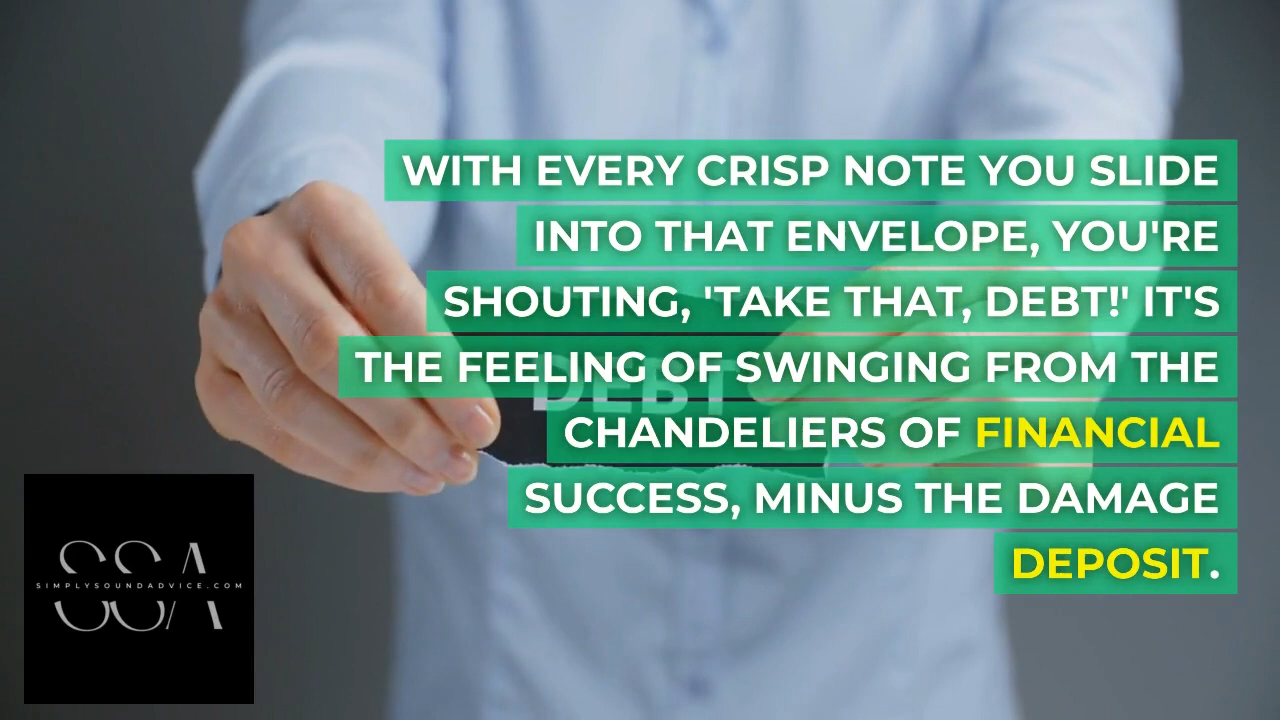 WITH EVERY CRISP NOTE YOU SLIDE
INTO THAT ENVELOPE, YOU'RE
SHOUTING, 'TAKE THAT, DEBT!' IT'S
THE FEELING OF SWINGING FROM THE
CHANDELIERS OF FINANCIAL
SUCCESS, MINUS THE DAMAGE
DEPOSIT.
DEBT
SSA
SIMPLYSOUNDADVICE.COM